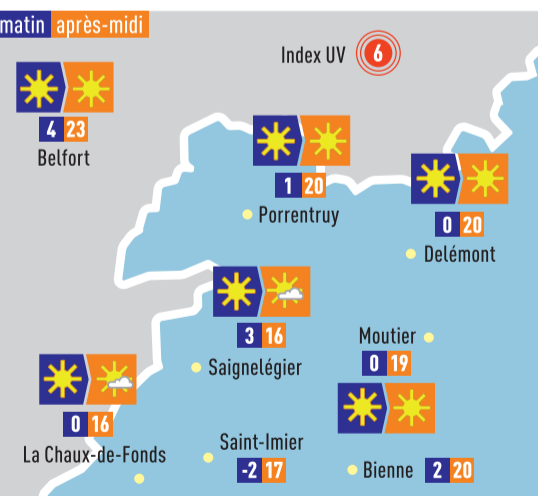 matin après-midi
Index UV 6
4 23
Belfort
1 20
Porrentruy
0 20
Delémont
3 16
Saignelégier
Moutier
0 19
0 16
La Chaux-de-Fonds
Saint-Imier
-2 17
Bienne 2 20